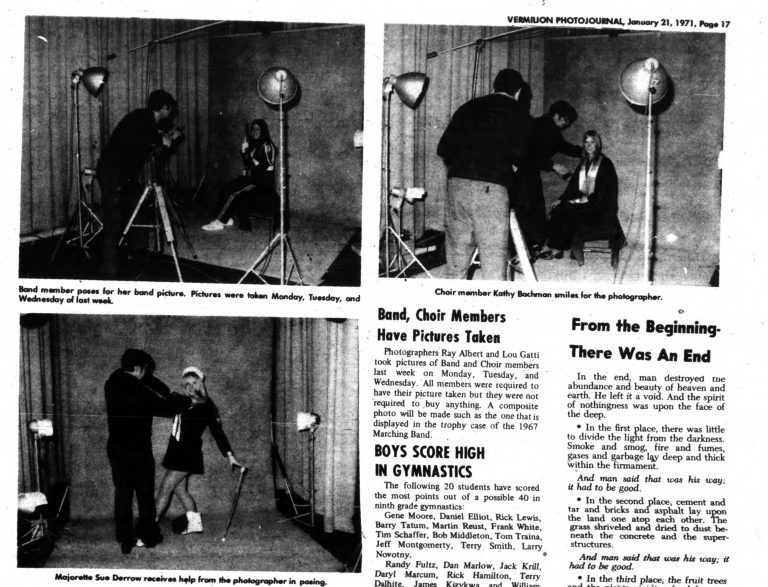 VERMILION PHOTOJOURNAL, January 21, 1971, Page 17
Band member poses for her band picture. Pictures were taken Monday, Tuesday, and
Wednesday of last week.
Choir member Kathy Bachman smiles for the photographer.
Majorette Sue Derrow receives help from the photographer in posing.
Band, Choir Members
Have Pictures Taken
Photographers Ray Albert and Lou Gatti
took pictures of Band and Choir members
last week on Monday, Tuesday, and
Wednesday. All members were required to
have their picture taken but they were not
required to buy anything. A composite
photo will be made such as the one that is
displayed in the trophy case of the 1967
Marching Band.
BOYS SCORE HIGH
IN GYMNASTICS
The following 20 students have scored
the most points out of a possible 40 in
ninth grade gymnastics:
Gene Moore, Daniel Elliot, Rick Lewis,
Barry Tatum, Martin Reust, Frank White,
Tim Schaffer, Bob Middleton, Tom Traina,
Jeff Montgomerty, Terry Smith, Larry
Novotny.
Randy Fultz, Dan Marlow, Jack Krill,
Daryl Marcum, Rick Hamilton, Terry
Dalhite, James Kizykwa and William
From the Beginning-
There Was An End
In the end, man destroyed the
abundance and beauty of heaven and
earth. He left it a void. And the spirit
of nothingness was upon the face of
the deep.
• In the first place, there was little
to divide the light from the darkness.
Smoke and smog, fire and fumes,
gases and garbage lay deep and thick
within the firmament.
And man said that was his way;
it had to be good.
• In the second place, cement and
tar and bricks and asphalt lay upon
the land one atop each other. The
grass shriveled and dried to dust be-
neath the concrete and the super-
structures.
And man said that was his way; it
had to be good.
• In the third place, the fruit trees